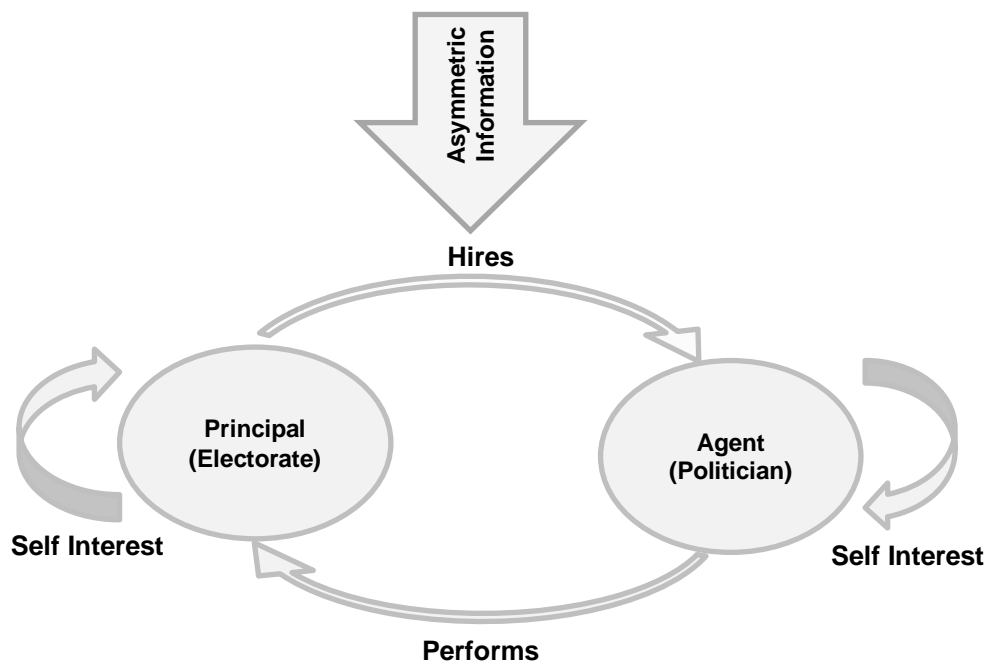 Asymmetric
Information
Hires
Principal
(Electorate)
Agent
(Politician)
Self Interest
Self Interest
Performs